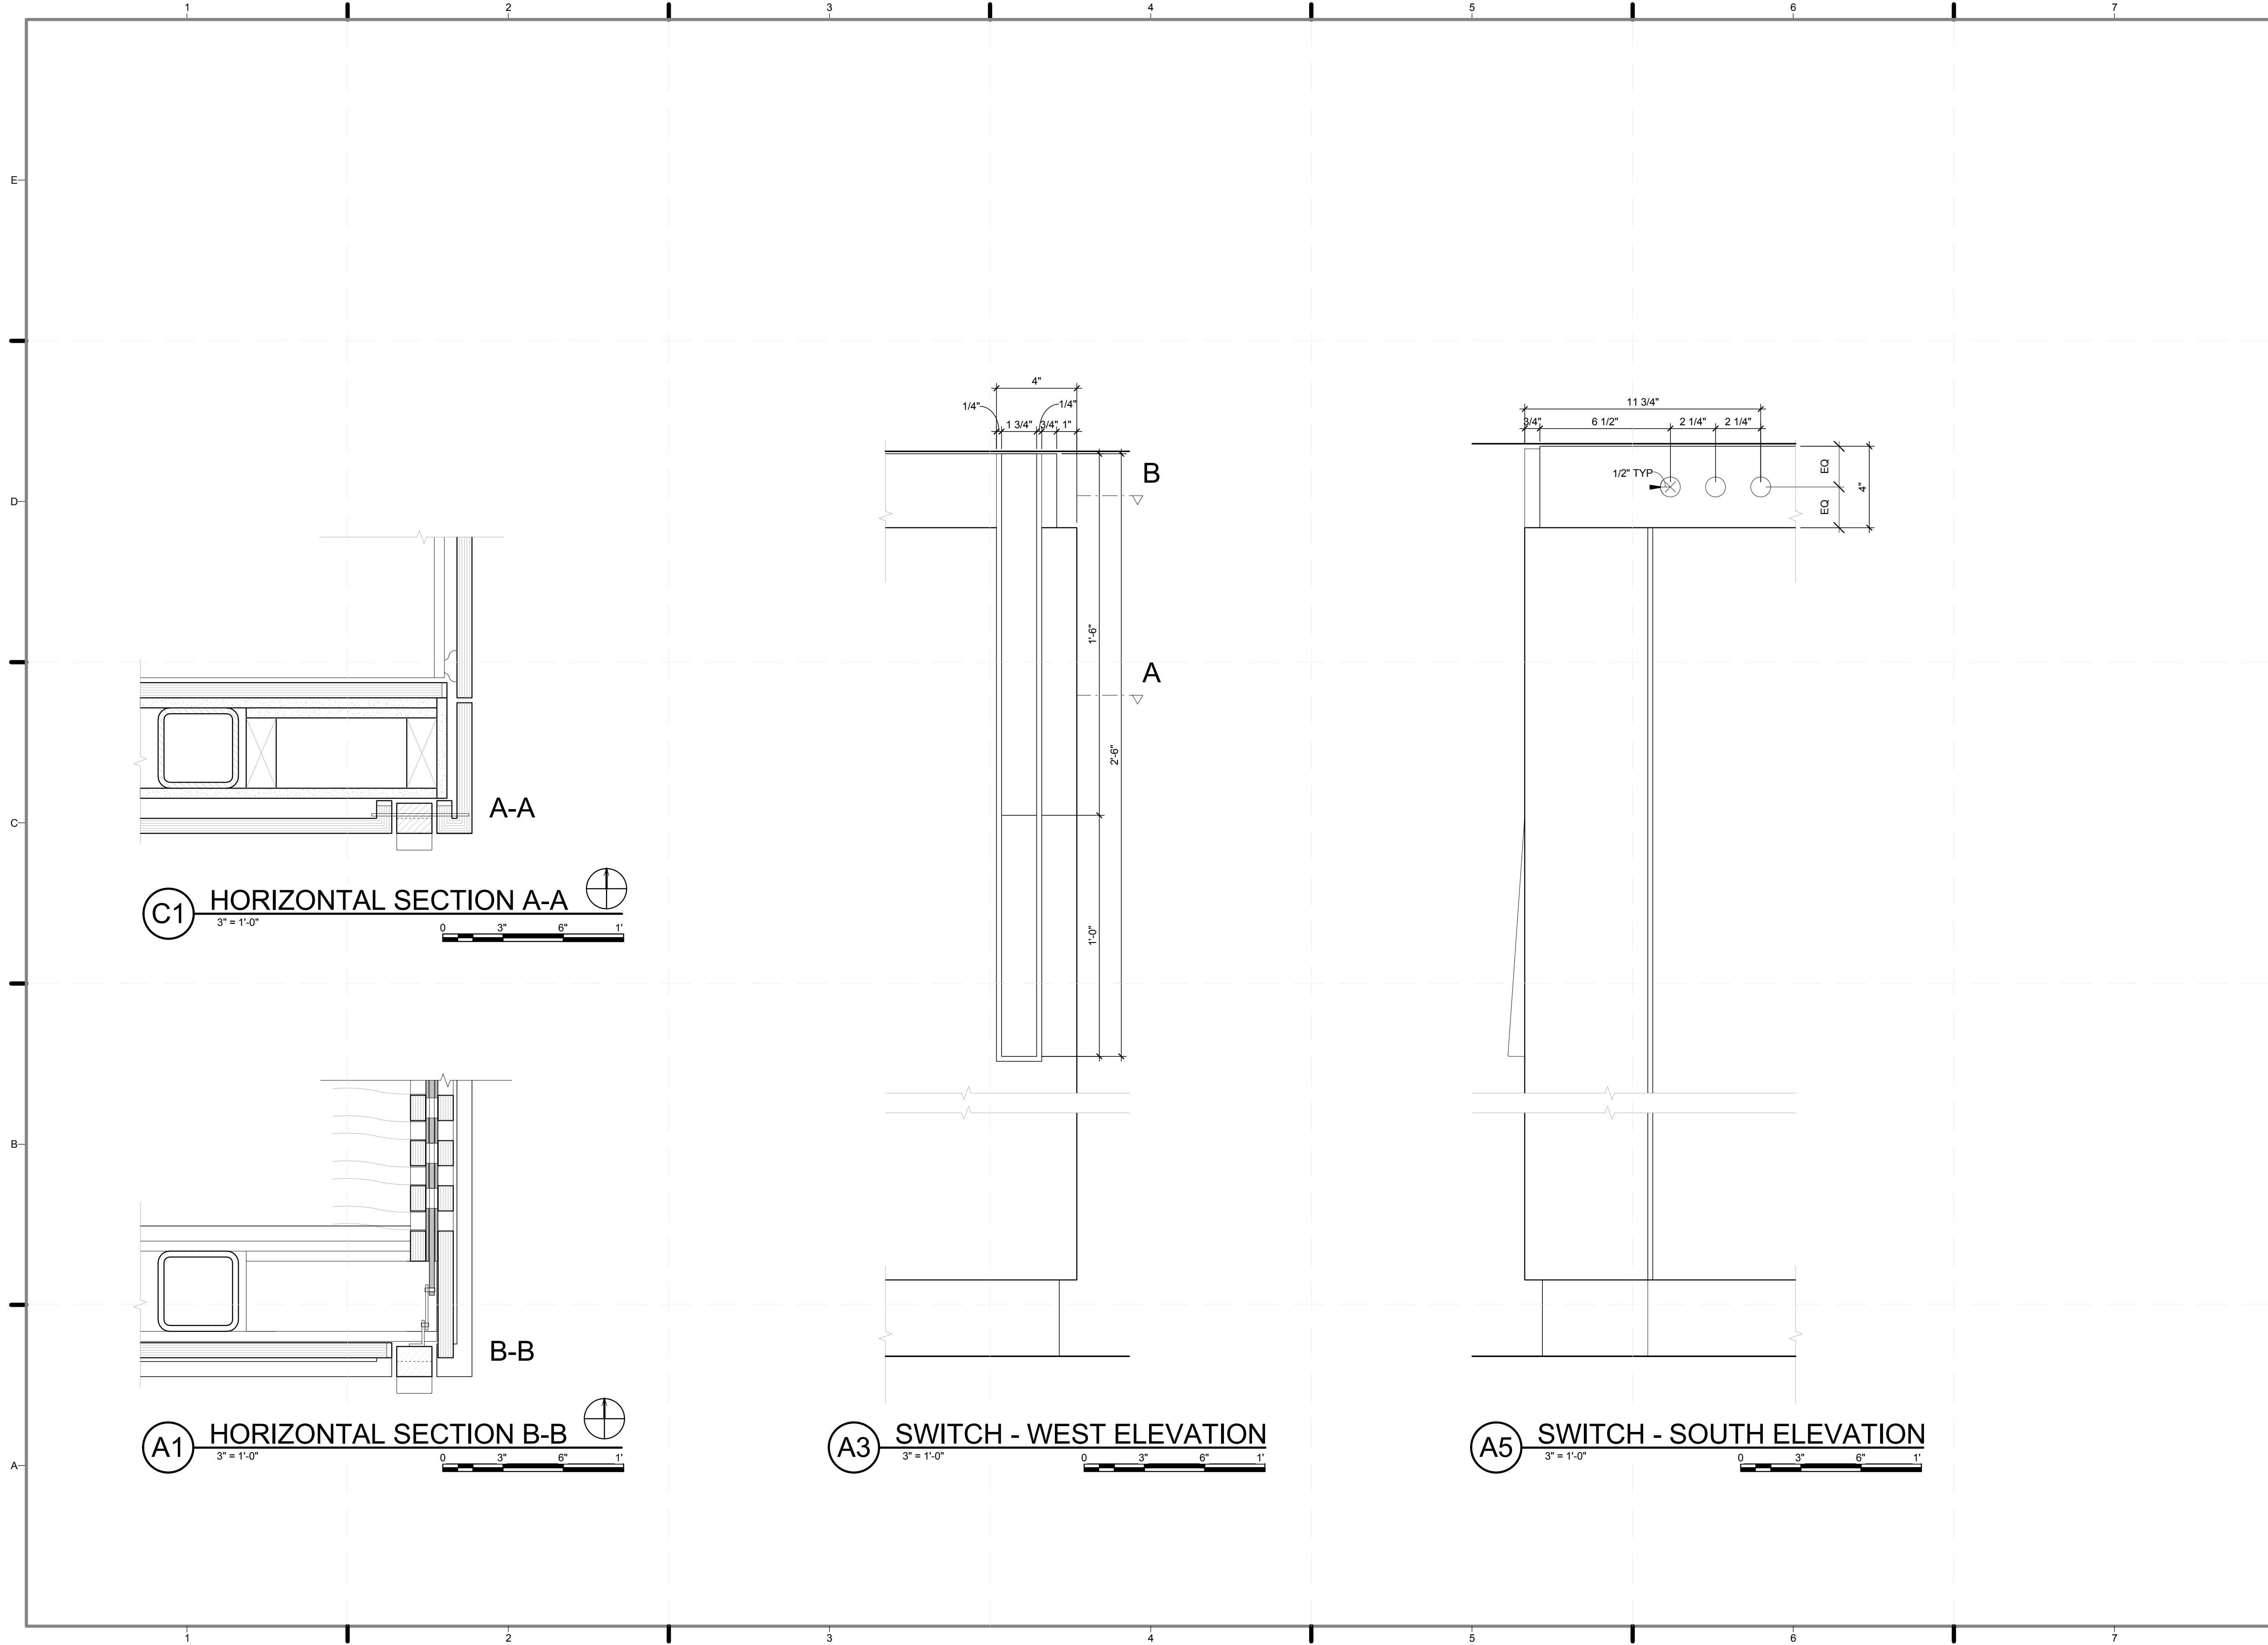 1 2 3 4 5 6 7
E
D
C
B
A
4"
1/4" 1/4"
1 3/4" 3/4" 1"
B
A
1'-6"
2'-6"
1'-0"
11 3/4"
3/4" 6 1/2" 2 1/4" 2 1/4"
1/2" TYP
EQ
EQ
4"
A-A
C1 HORIZONTAL SECTION A-A
3" = 1'-0"
0 3" 6" 1'
B-B
A1 HORIZONTAL SECTION B-B
3" = 1'-0"
0 3" 6" 1'
A3 SWITCH - WEST ELEVATION
3" = 1'-0"
0 3" 6" 1'
A5 SWITCH - SOUTH ELEVATION
3" = 1'-0"
0 3" 6" 1'
1 2 3 4 5 6 7